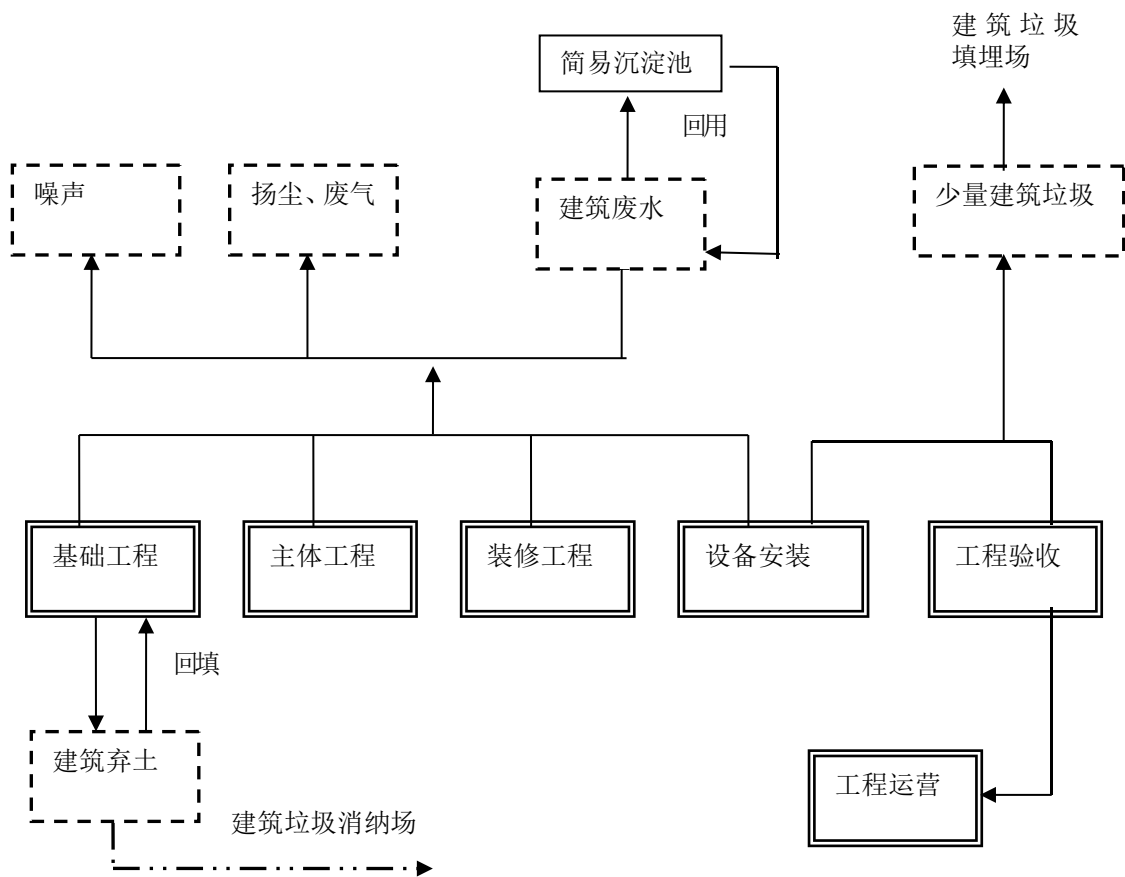 建筑垃圾
填埋场
简易沉淀池
回用
噪声
扬尘、废气
建筑废水
少量建筑垃圾
基础工程
主体工程
装修工程
设备安装
工程验收
回填
建筑弃土
工程运营
建筑垃圾消纳场